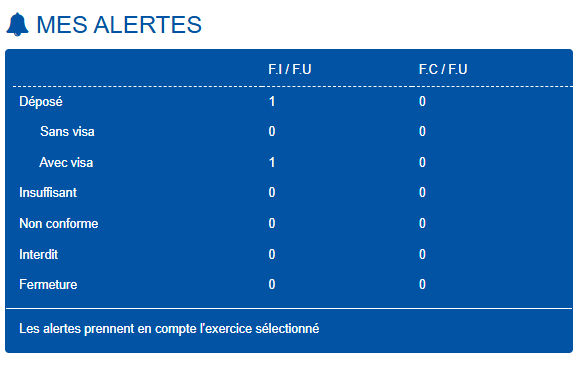 MES ALERTES
F.I / F.U F.C / F.U
Déposé 1 0
Sans visa 0 0
Avec visa 1 0
Insuffisant 0 0
Non conforme 0 0
Interdit 0 0
Fermeture 0 0
Les alertes prennent en compte l'exercice sélectionné